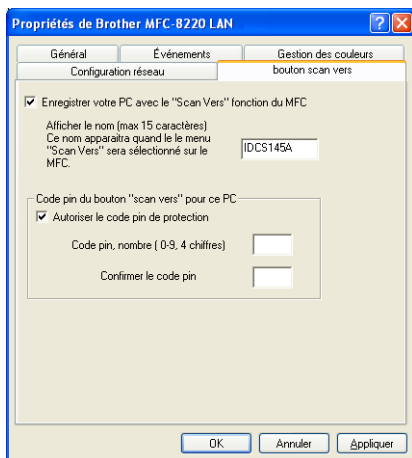 Propriétés de Brother MFC-8220 LAN
Général
Événements
Gestion des couleurs
Configuration réseau
bouton scan vers
Enregistrer votre PC avec le "Scan Vers" fonction du MFC
Afficher le nom (max 15 caractères)
Ce nom apparaitra quand le le menu
"Scan Vers" sera sélectionné sur le
MFC.
IDCS145A
Code pin du bouton "scan vers" pour ce PC
Autoriser le code pin de protection
Code pin, nombre ( 0-9, 4 chiffres)
Confirmer le code pin
OK
Annuler
Appliquer